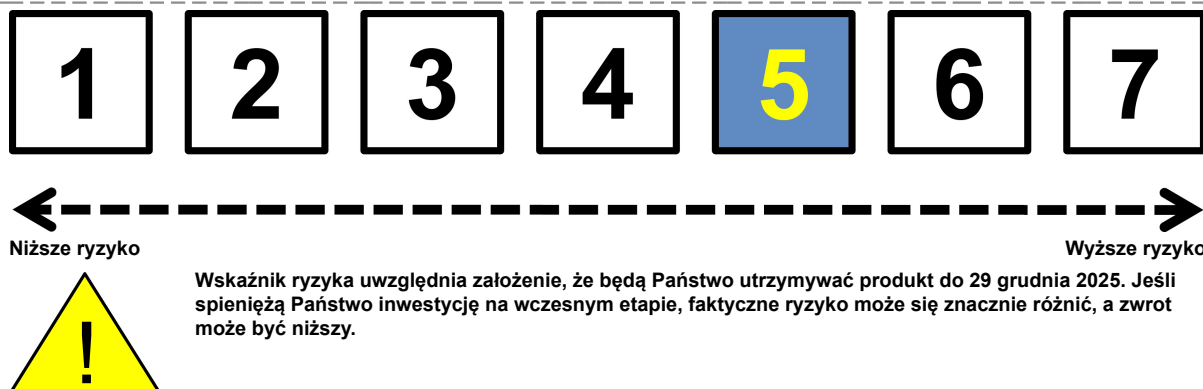 1 2 3 4 5 6 7
Niższe ryzyko Wyższe ryzyko
Wskaźnik ryzyka uwzględnia założenie, że będą Państwo utrzymywać produkt do 29 grudnia 2025. Jeśli
spieniężą Państwo inwestycję na wczesnym etapie, faktyczne ryzyko może się znacznie różnić, a zwrot
może być niższy.
!